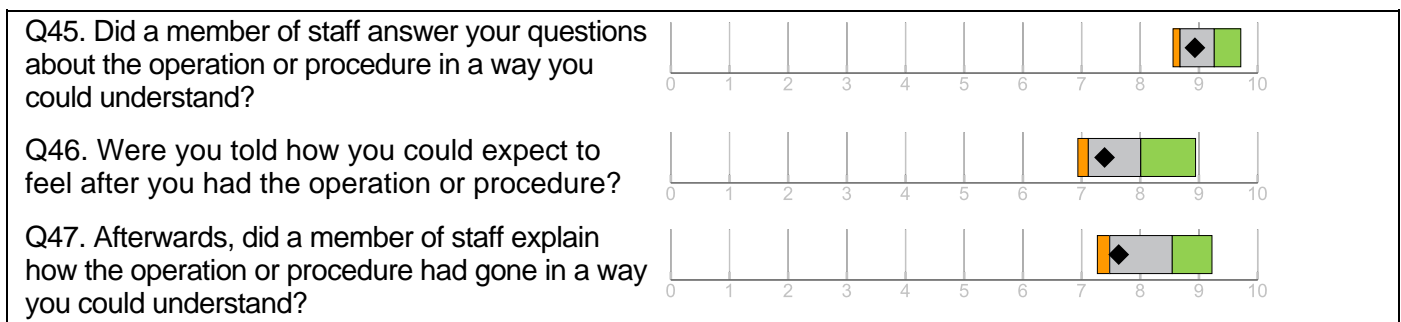 Q45. Did a member of staff answer your questions
about the operation or procedure in a way you
could understand?
0 1 2 3 4 5 6 7 8 9 10
Q46. Were you told how you could expect to
feel after you had the operation or procedure?
0 1 2 3 4 5 6 7 8 9 10
Q47. Afterwards, did a member of staff explain
how the operation or procedure had gone in a way
you could understand?
0 1 2 3 4 5 6 7 8 9 10